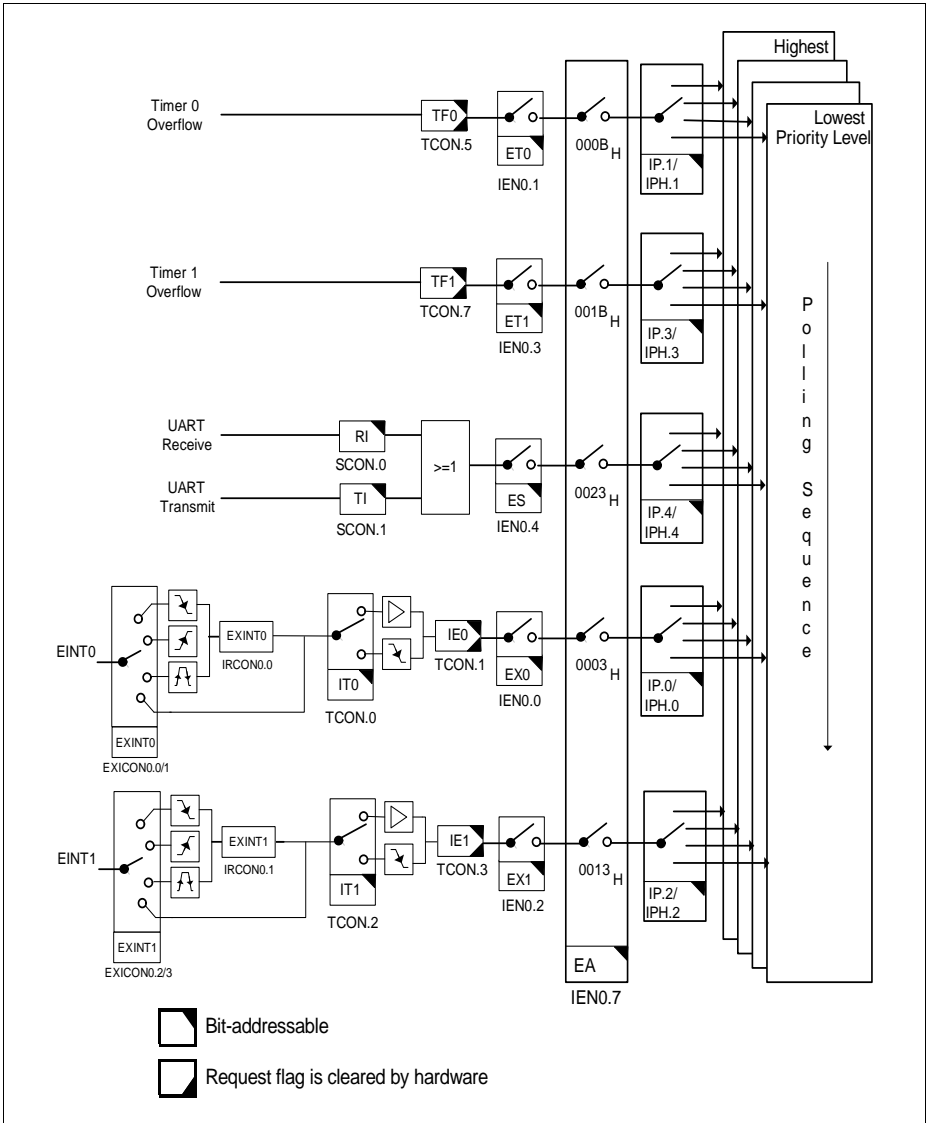 Highest
Lowest
Priority Level
Timer 0
Overflow
TF0
TCON.5
ET0
IEN0.1
000B H
IP.1/
IPH.1
Timer 1
Overflow
TF1
TCON.7
ET1
IEN0.3
001B H
IP.3/
IPH.3
UART
Receive
RI
SCON.0
UART
Transmit
TI
SCON.1
>=1
ES
IEN0.4
0023 H
IP.4/
IPH.4
EINT0
EXINT0
EXICON0.0/1
EXINT0
IRCON0.0
IT0
TCON.0
IE0
TCON.1
EX0
IEN0.0
0003 H
IP.0/
IPH.0
EINT1
EXINT1
EXICON0.2/3
EXINT1
IRCON0.1
IT1
TCON.2
IE1
TCON.3
EX1
IEN0.2
0013 H
IP.2/
IPH.2
EA
IEN0.7
Polling Sequence
Bit-addressable
Request flag is cleared by hardware